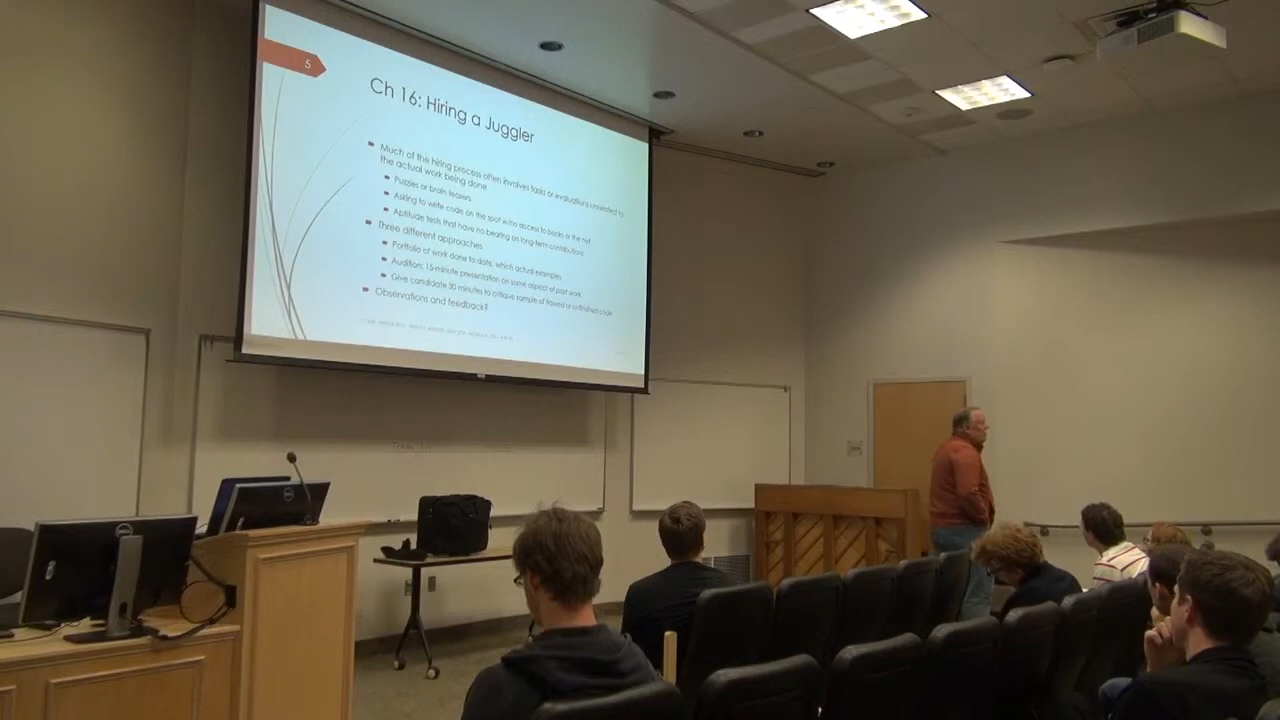 5
Ch 16: Hiring a Juggler
Much of the hiring process often involves tasks or evaluations unrelated to
the actual work being done
Puzzles or brain teasers
Asking to write code on the spot w/no access to books or the net
Aptitude tests that have no bearing on long-term contributions
Three different approaches
Portfolio of work done to date, which actual examples
Audition: 15-minute presentation on some aspect of past work
Give candidate 30 minutes to critique sample of flawed or unfinished code
Observations and feedback?
DELL